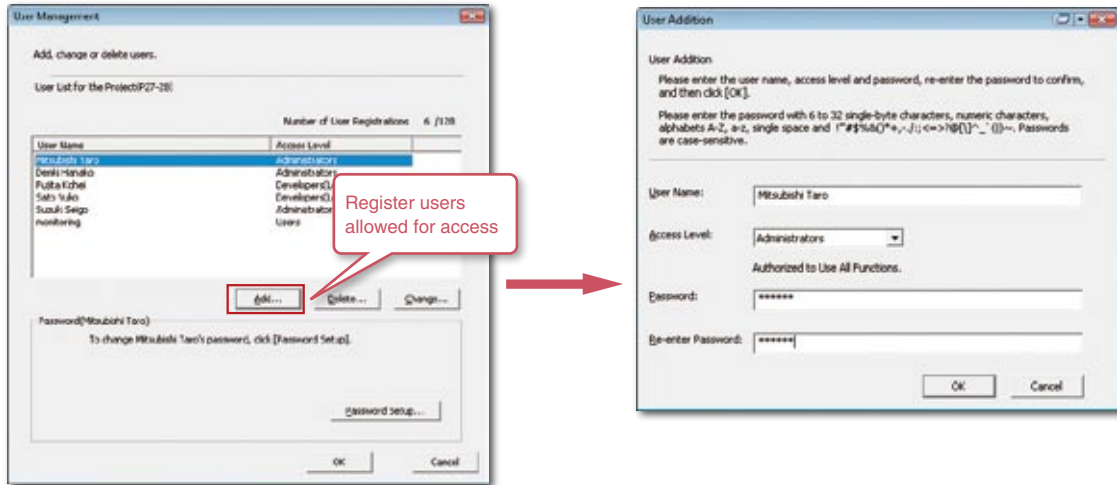 User Management
Add, change or delete users.
User List for the Project(P27-28)
Number of User Registrations 6 /128
User Name Access Level
Mitsubishi Taro Administrators
Denki Hanako Administrators
Fujita Kohei Developers(L
Sato Yuko Developers(L
Suzuki Seigo Administrator
monitoring Users
Register users
allowed for access
Add... Delete... Change...
Password(Mitsubishi Taro)
To change Mitsubishi Taro's password, click [Password Setup].
Password Setup...
OK Cancel
User Addition
User Addition
Please enter the user name, access level and password, re-enter the password to confirm,
and then click [OK].
Please enter the password with 6 to 32 single-byte characters, numeric characters,
alphabets A-Z, a-z, single space and !"#$%&()*+,-./:;<=>?@[\]^_`{|}~. Passwords
are case-sensitive.
User Name: Mitsubishi Taro
Access Level: Administrators
Authorized to Use All Functions.
Password: ******
Re-enter Password: ******
OK Cancel